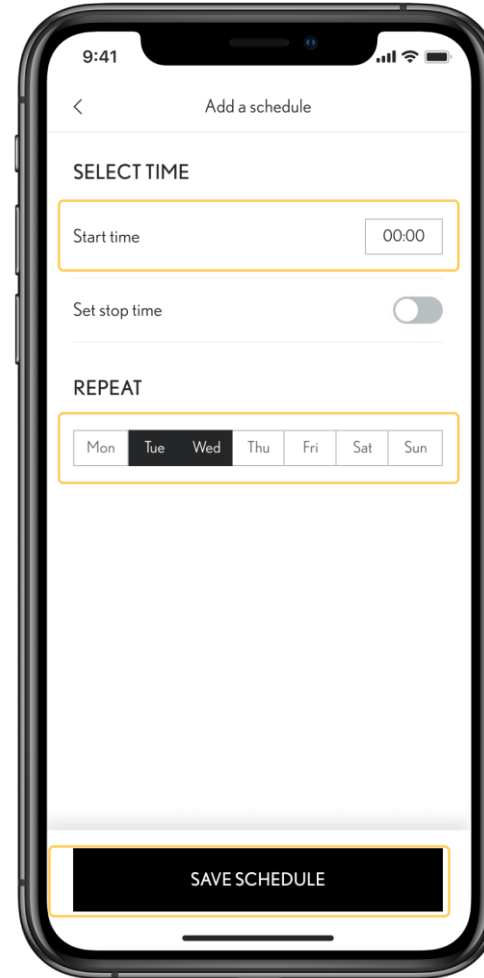 9:41
Add a schedule
SELECT TIME
Start time 00:00
Set stop time
REPEAT
Mon Tue Wed Thu Fri Sat Sun
SAVE SCHEDULE